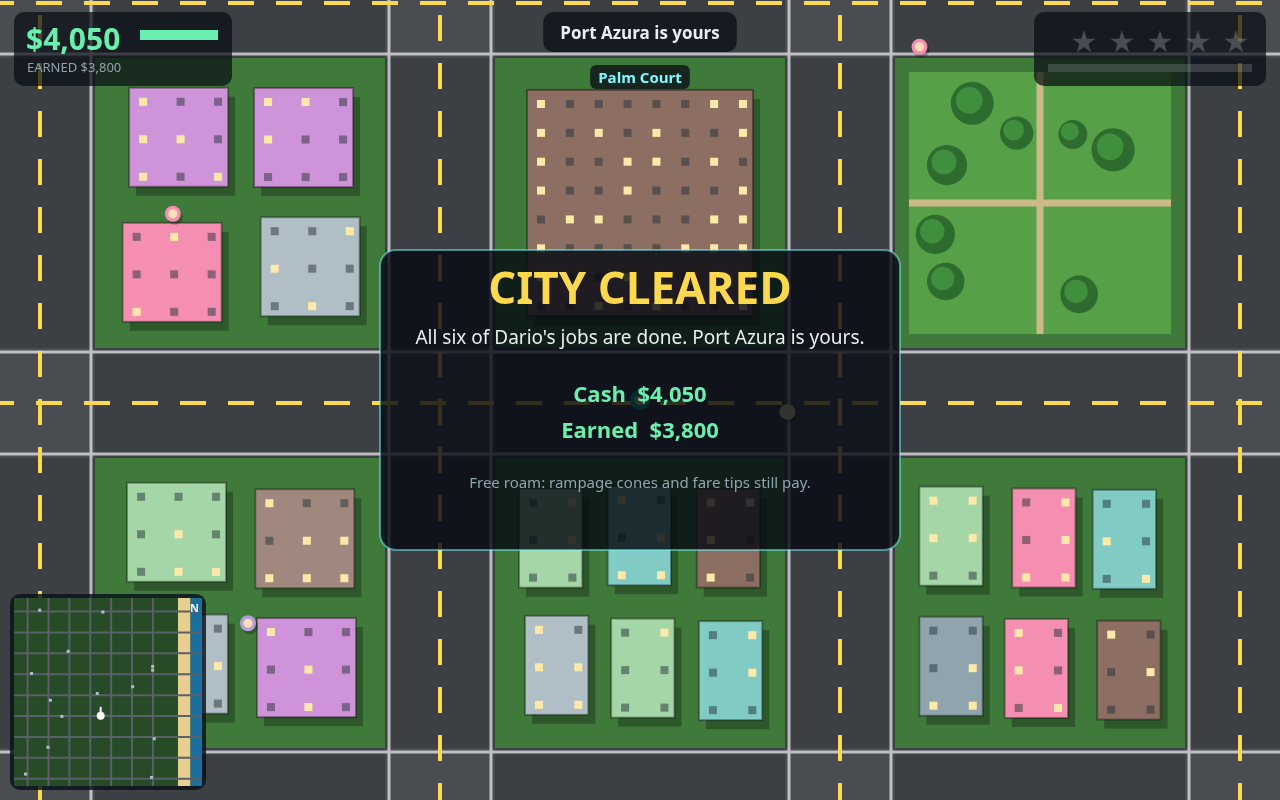 $4,050
EARNED $3,800
Port Azura is yours
★ ★ ★ ★ ★
Palm Court
CITY CLEARED
All six of Dario's jobs are done. Port Azura is yours.
Cash $4,050
Earned $3,800
Free roam: rampage cones and fare tips still pay.
N